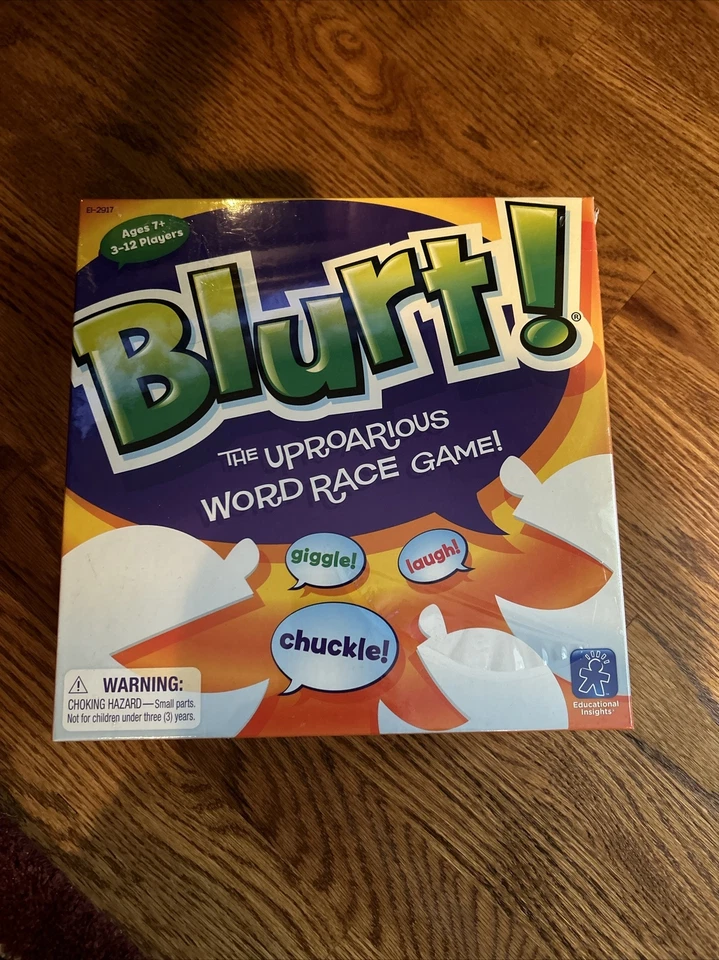 EI-2917
Ages 7+
3-12 Players
Blurt!®
THE UPROARIOUS
WORD RACE GAME!
giggle!
laugh!
chuckle!
WARNING:
CHOKING HAZARD—Small parts.
Not for children under three (3) years.
Educational
Insights®